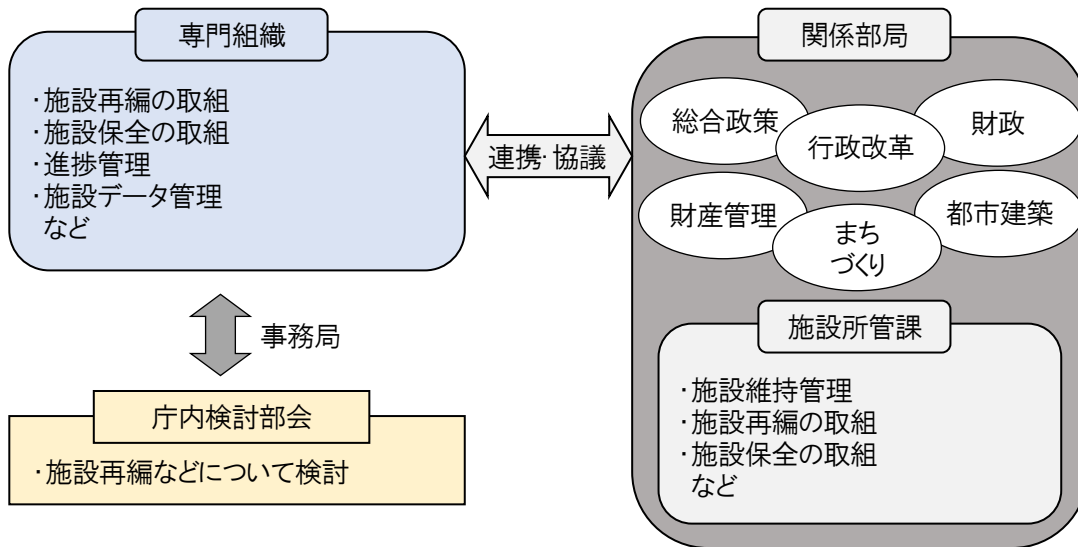 専門組織
・施設再編の取組
・施設保全の取組
・進捗管理
・施設データ管理
など
連携・協議
関係部局
総合政策
行政改革
財政
財産管理
まち
づくり
都市建築
施設所管課
・施設維持管理
・施設再編の取組
・施設保全の取組
など
事務局
庁内検討部会
・施設再編などについて検討